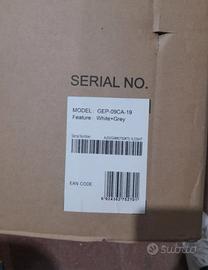 SERIAL NO.
MODEL : GEP-09CA-19
Feature : White+Grey
Serial Number
EAN CODE
subito